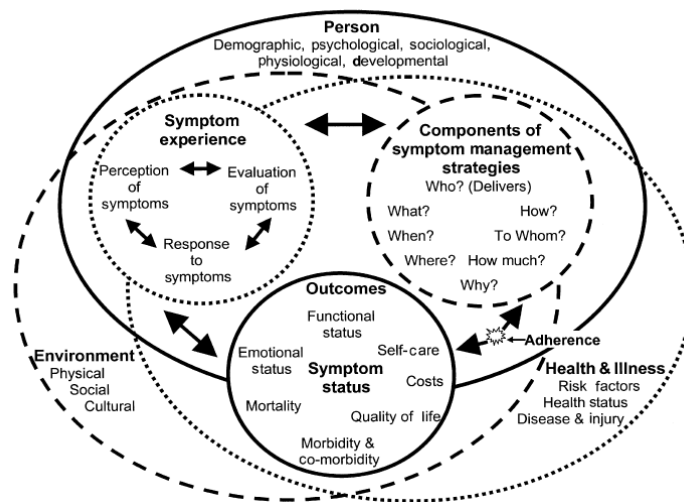 Person
Demographic, psychological, sociological,
physiological, developmental
Symptom
experience
Perception
of
symptoms
Evaluation
of
symptoms
Response
to
symptoms
Components of
symptom management
strategies
Who? (Delivers)
What?
How?
When?
To Whom?
Where?
How much?
Why?
Outcomes
Functional
status
Emotional
status
Self-care
Symptom
status
Costs
Mortality
Quality of life
Morbidity &
co-morbidity
Adherence
Environment
Physical
Social
Cultural
Health & Illness
Risk factors
Health status
Disease & injury